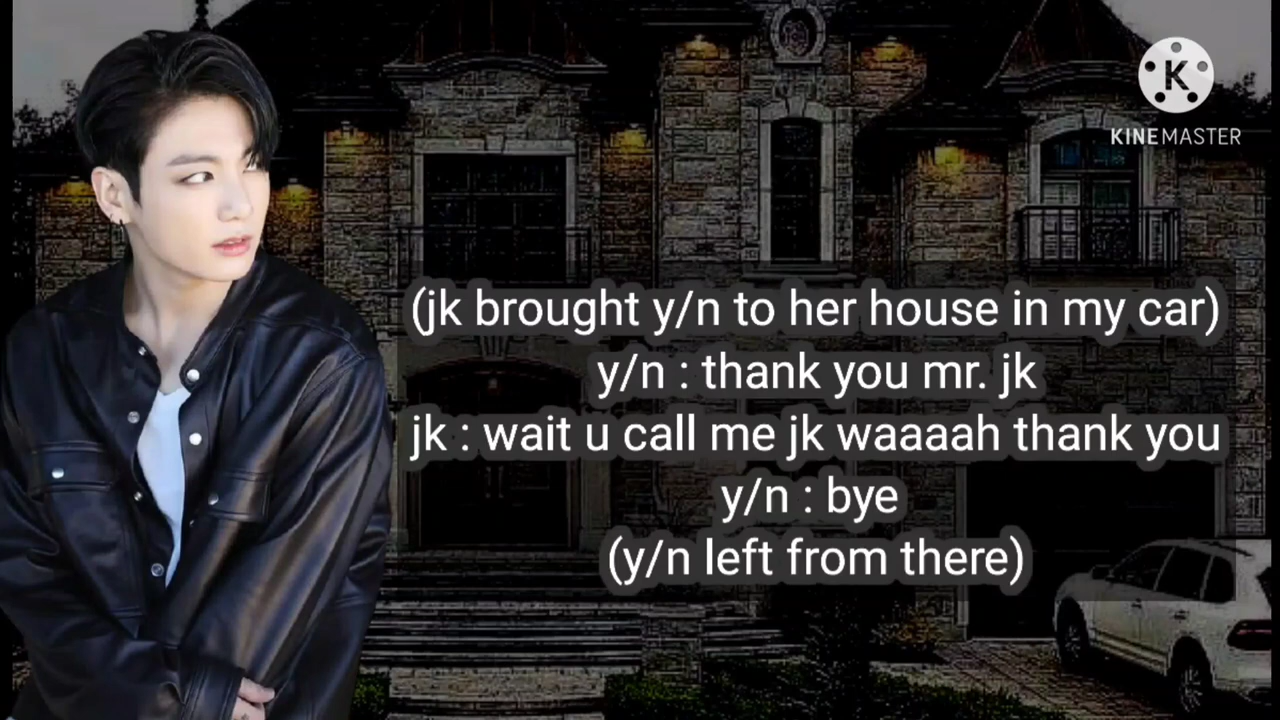 K
KINEMASTER
(jk brought y/n to her house in my car)
y/n : thank you mr. jk
jk : wait u call me jk waaaah thank you
y/n : bye
(y/n left from there)